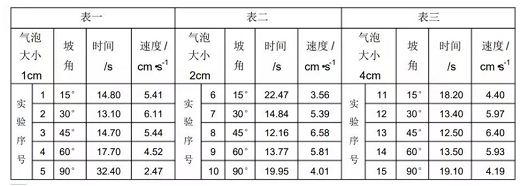 表一 表二 表三
气泡大小1cm 坡角 时间/s 速度/cm•s-1 气泡大小2cm 坡角 时间/s 速度/cm•s-1 气泡大小4cm 坡角 时间/s 速度/cm•s-1
实验序号 1 15° 14.80 5.41 实验序号 6 15° 22.47 3.56 实验序号 11 15° 18.20 4.40
2 30° 13.10 6.11 7 30° 14.84 5.39 12 30° 13.40 5.97
3 45° 14.70 5.44 8 45° 12.16 6.58 13 45° 12.50 6.40
4 60° 17.70 4.52 9 60° 13.77 5.81 14 60° 13.50 5.93
5 90° 32.40 2.47 10 90° 19.95 4.01 15 90° 19.10 4.19